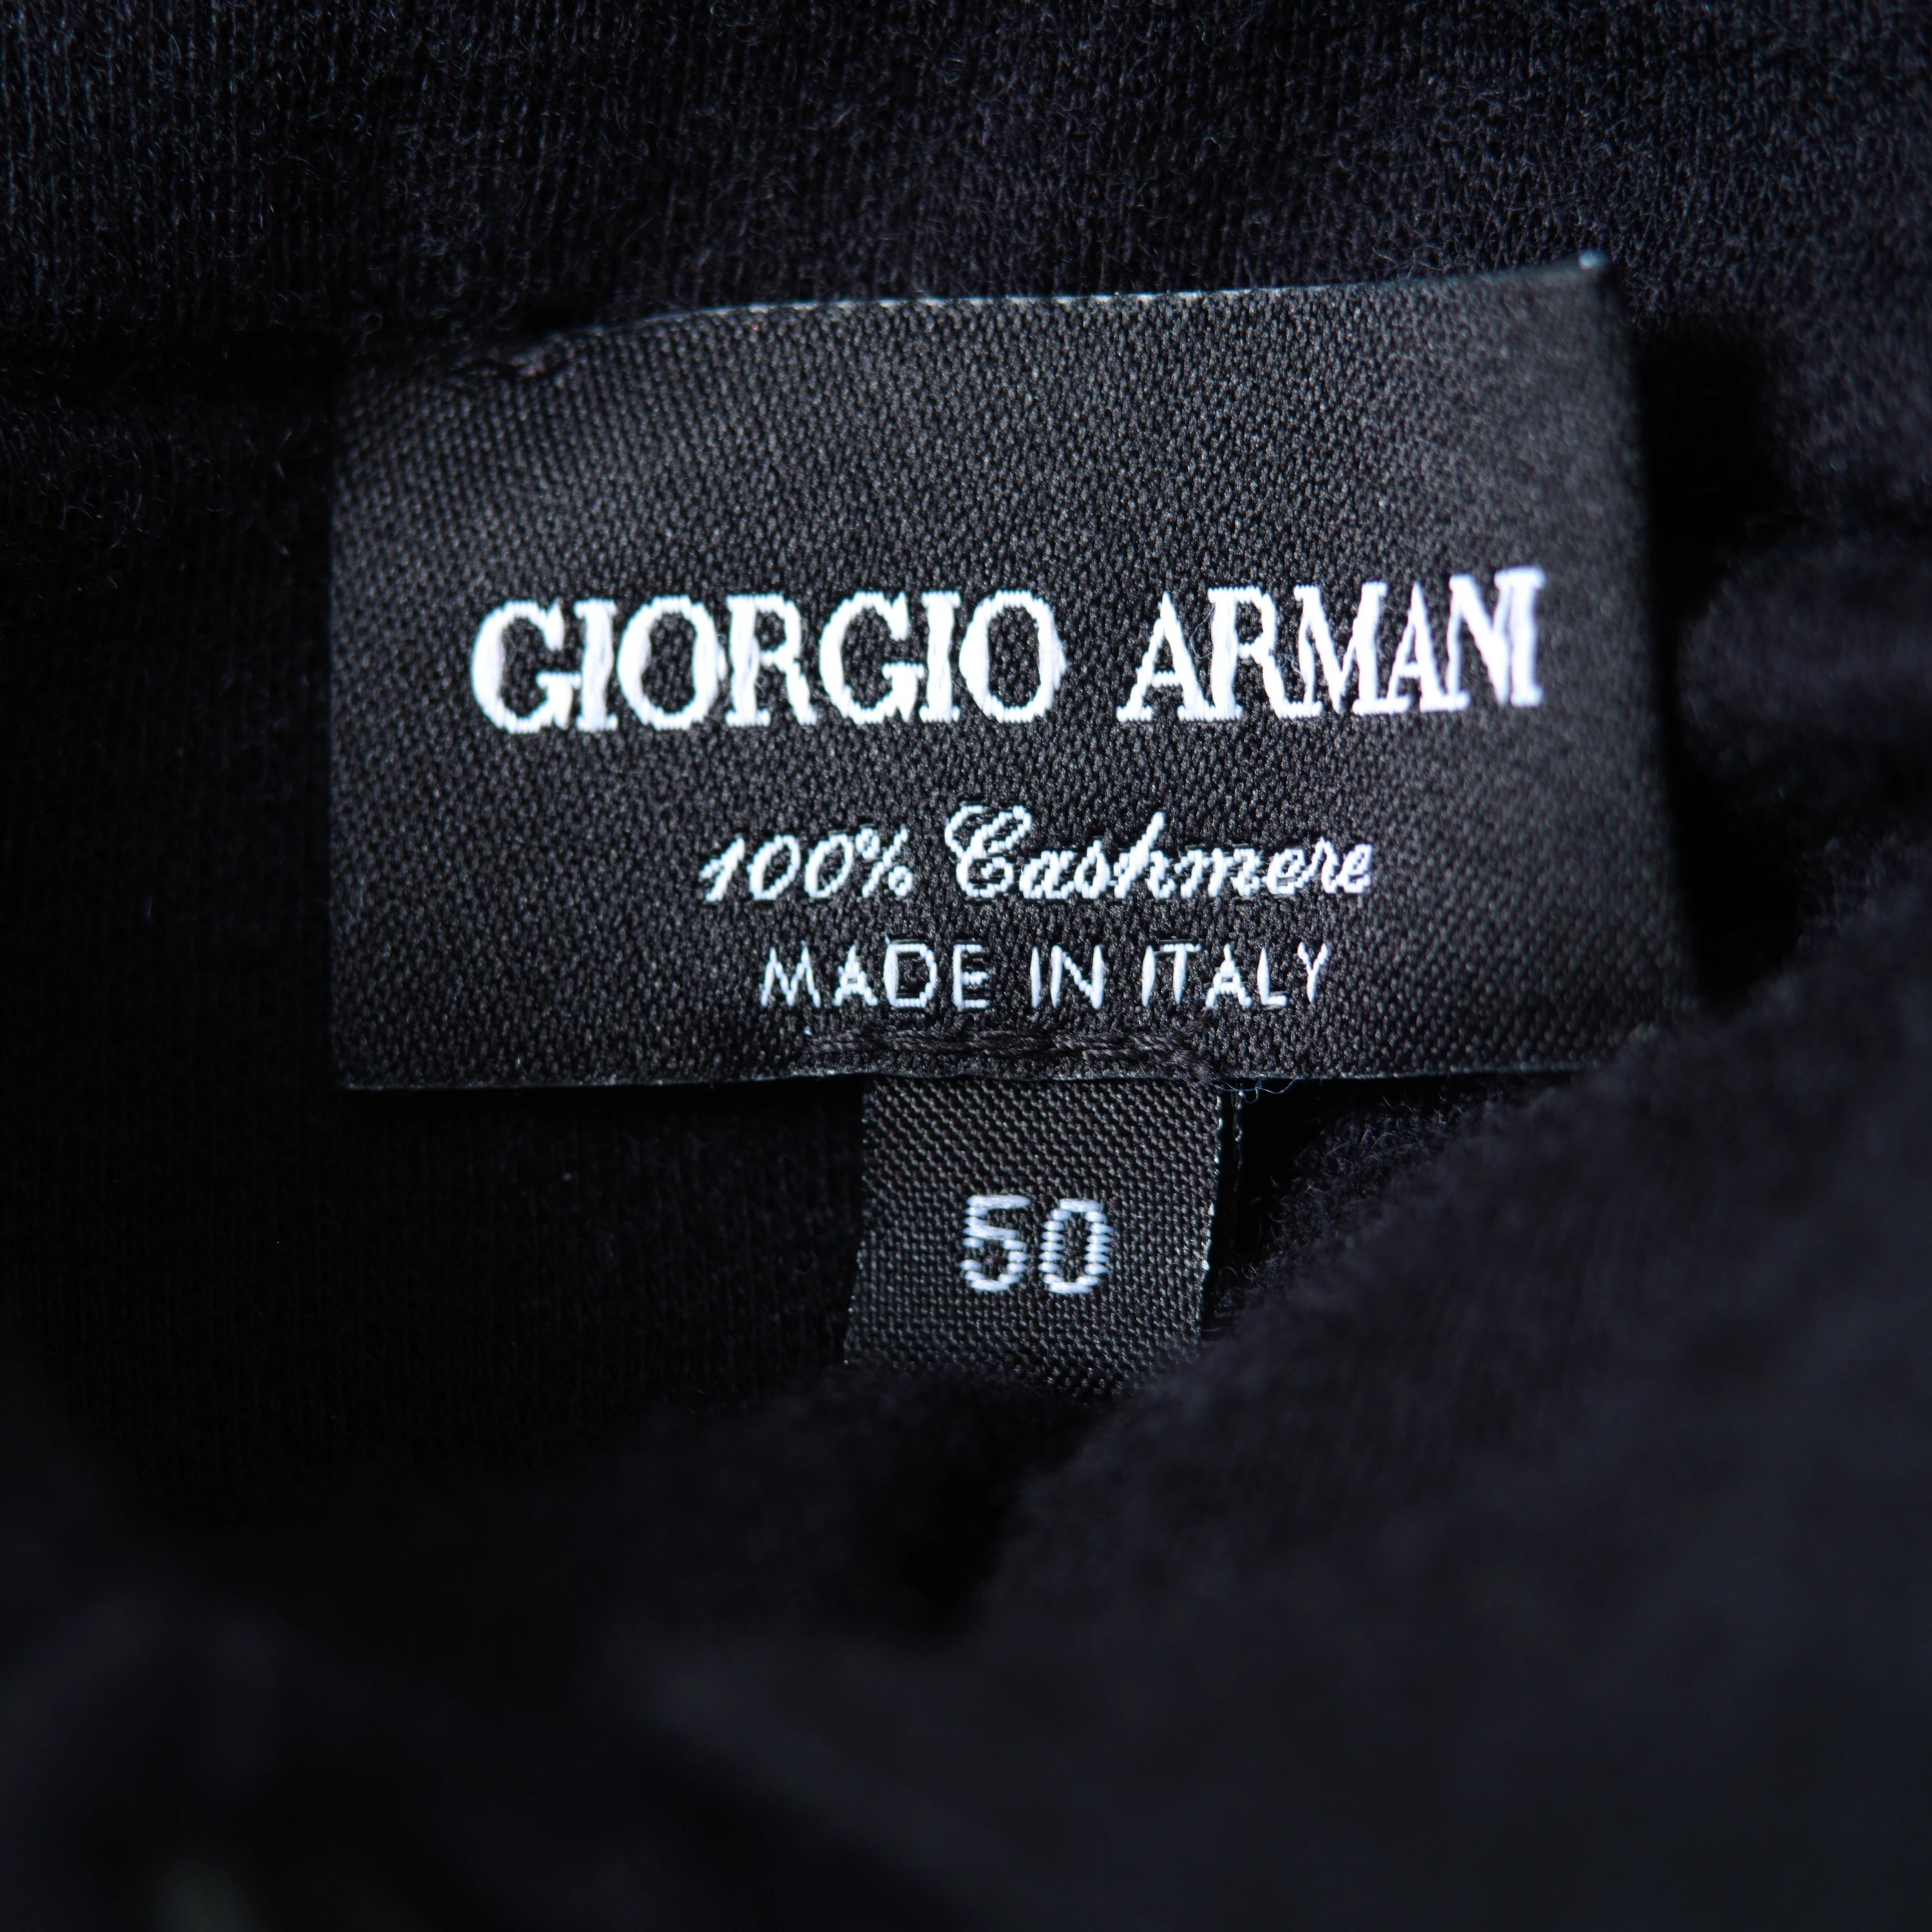 GIORGIO ARMANI
100% Cashmere
MADE IN ITALY
50